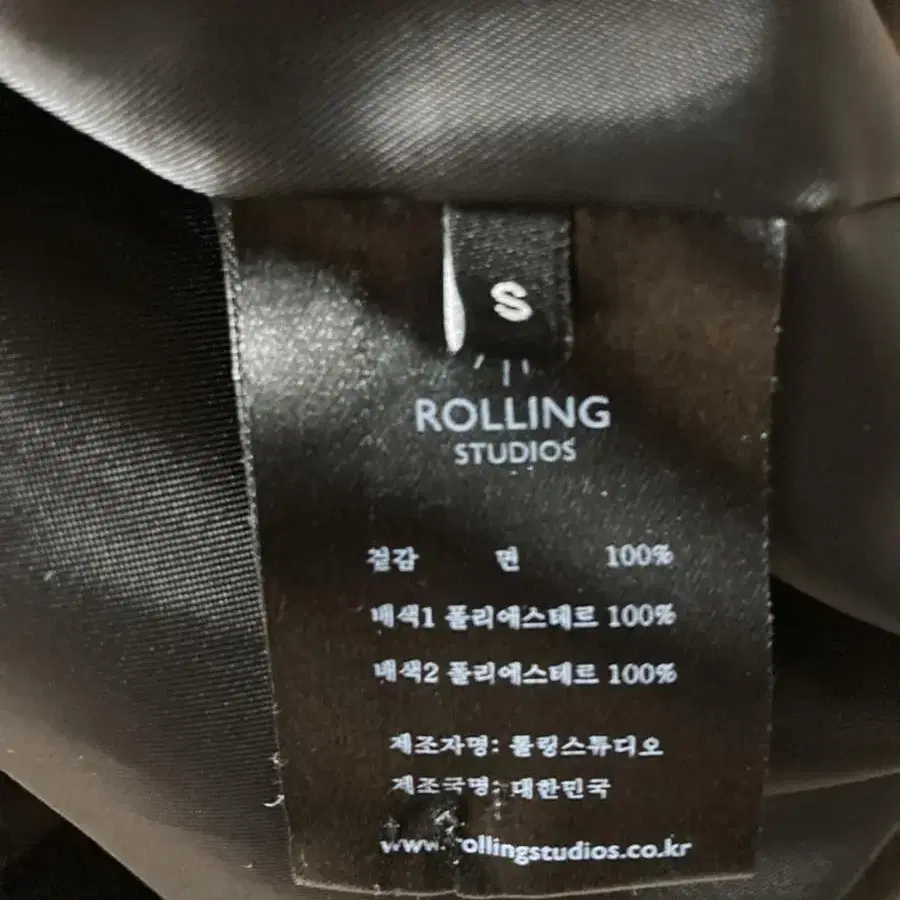 S
ROLLING
STUDIOS
겉감 면 100%
배색1 폴리에스테르 100%
배색2 폴리에스테르 100%
제조자명: 롤링스튜디오
제조국명: 대한민국
www.rollingstudios.co.kr